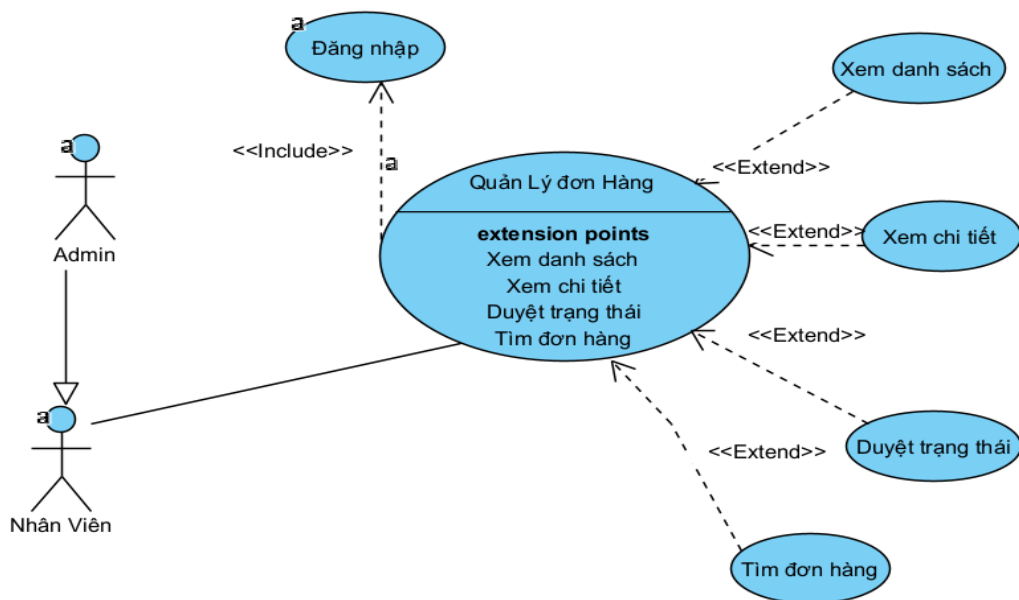 a
Đăng nhập
Xem danh sách
<<Include>>
a
a
<<Extend>>
Quản Lý đơn Hàng
extension points
Xem danh sách
Xem chi tiết
Duyệt trạng thái
Tìm đơn hàng
<<Extend>>
Xem chi tiết
Admin
<<Extend>>
a
<<Extend>>
Duyệt trạng thái
Nhân Viên
Tìm đơn hàng